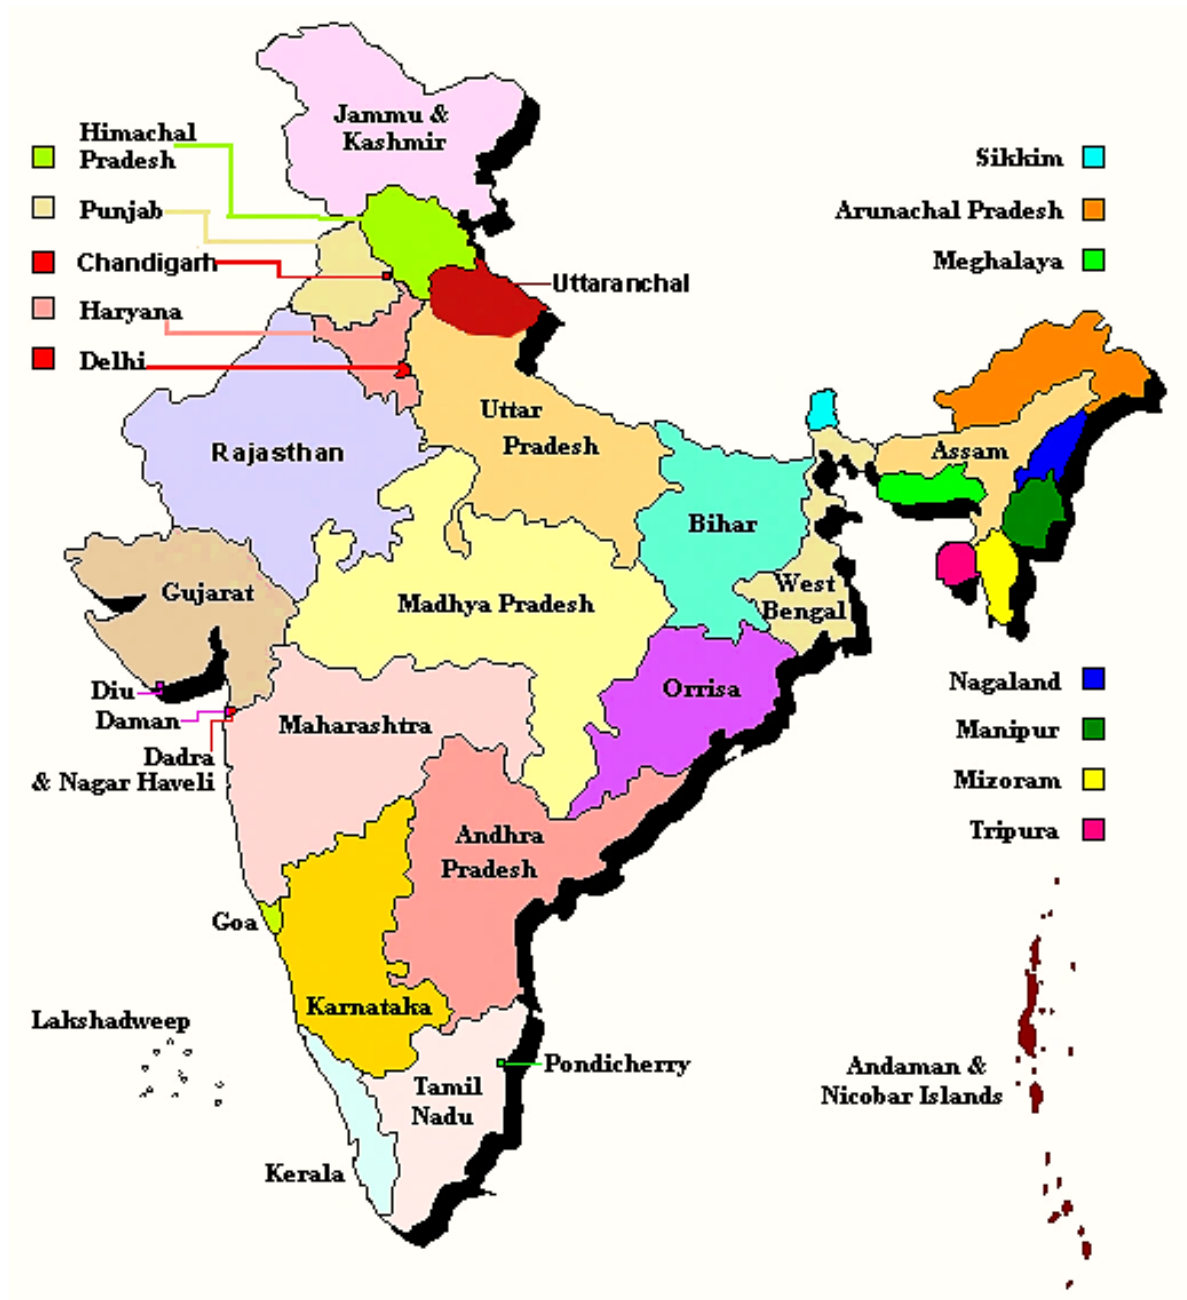 Jammu &
Kashmir
Himachal
Pradesh
Punjab
Chandigarh
Haryana
Delhi
Sikkim
Arunachal Pradesh
Meghalaya
Uttaranchal
Uttar
Pradesh
Rajasthan
Assam
Bihar
Gujarat
Madhya Pradesh
West
Bengal
Diu
Daman
Dadra
& Nagar Haveli
Maharashtra
Orrisa
Nagaland
Manipur
Mizoram
Tripura
Andhra
Pradesh
Goa
Karnataka
Lakshadweep
Pondicherry
Tamil
Nadu
Kerala
Andaman &
Nicobar Islands